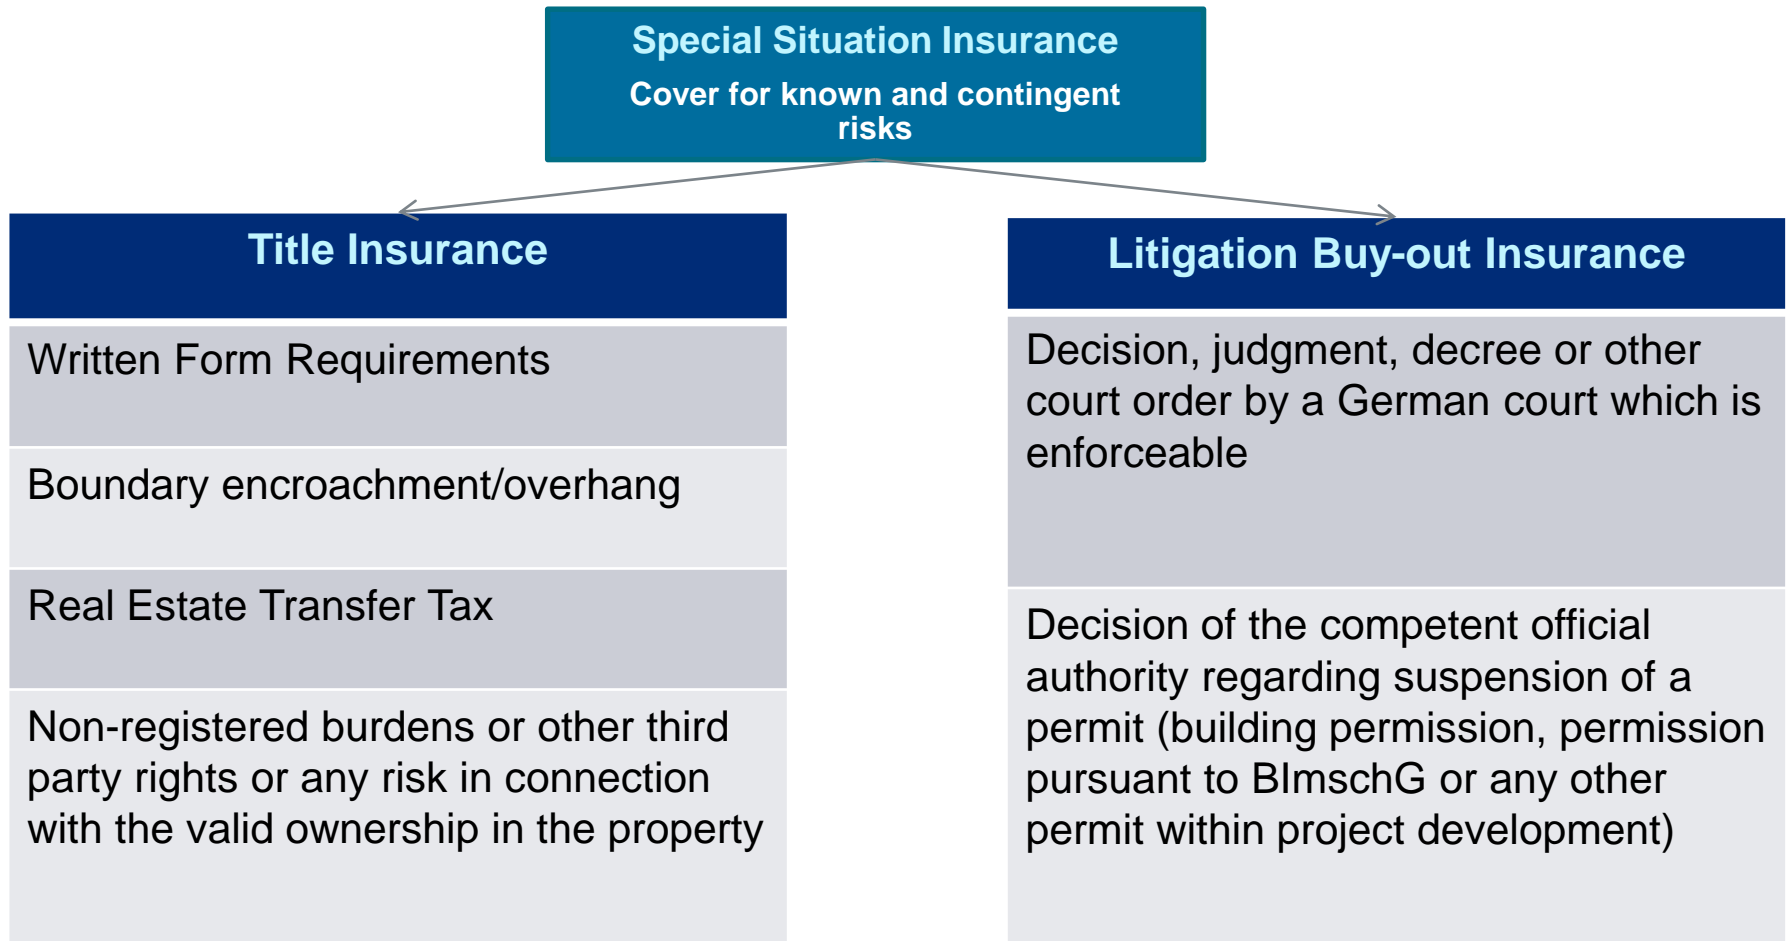 Special Situation Insurance
Cover for known and contingent
risks
Title Insurance
Written Form Requirements
Boundary encroachment/overhang
Real Estate Transfer Tax
Non-registered burdens or other third
party rights or any risk in connection
with the valid ownership in the property
Litigation Buy-out Insurance
Decision, judgment, decree or other
court order by a German court which is
enforceable
Decision of the competent official
authority regarding suspension of a
permit (building permission, permission
pursuant to BImschG or any other
permit within project development)